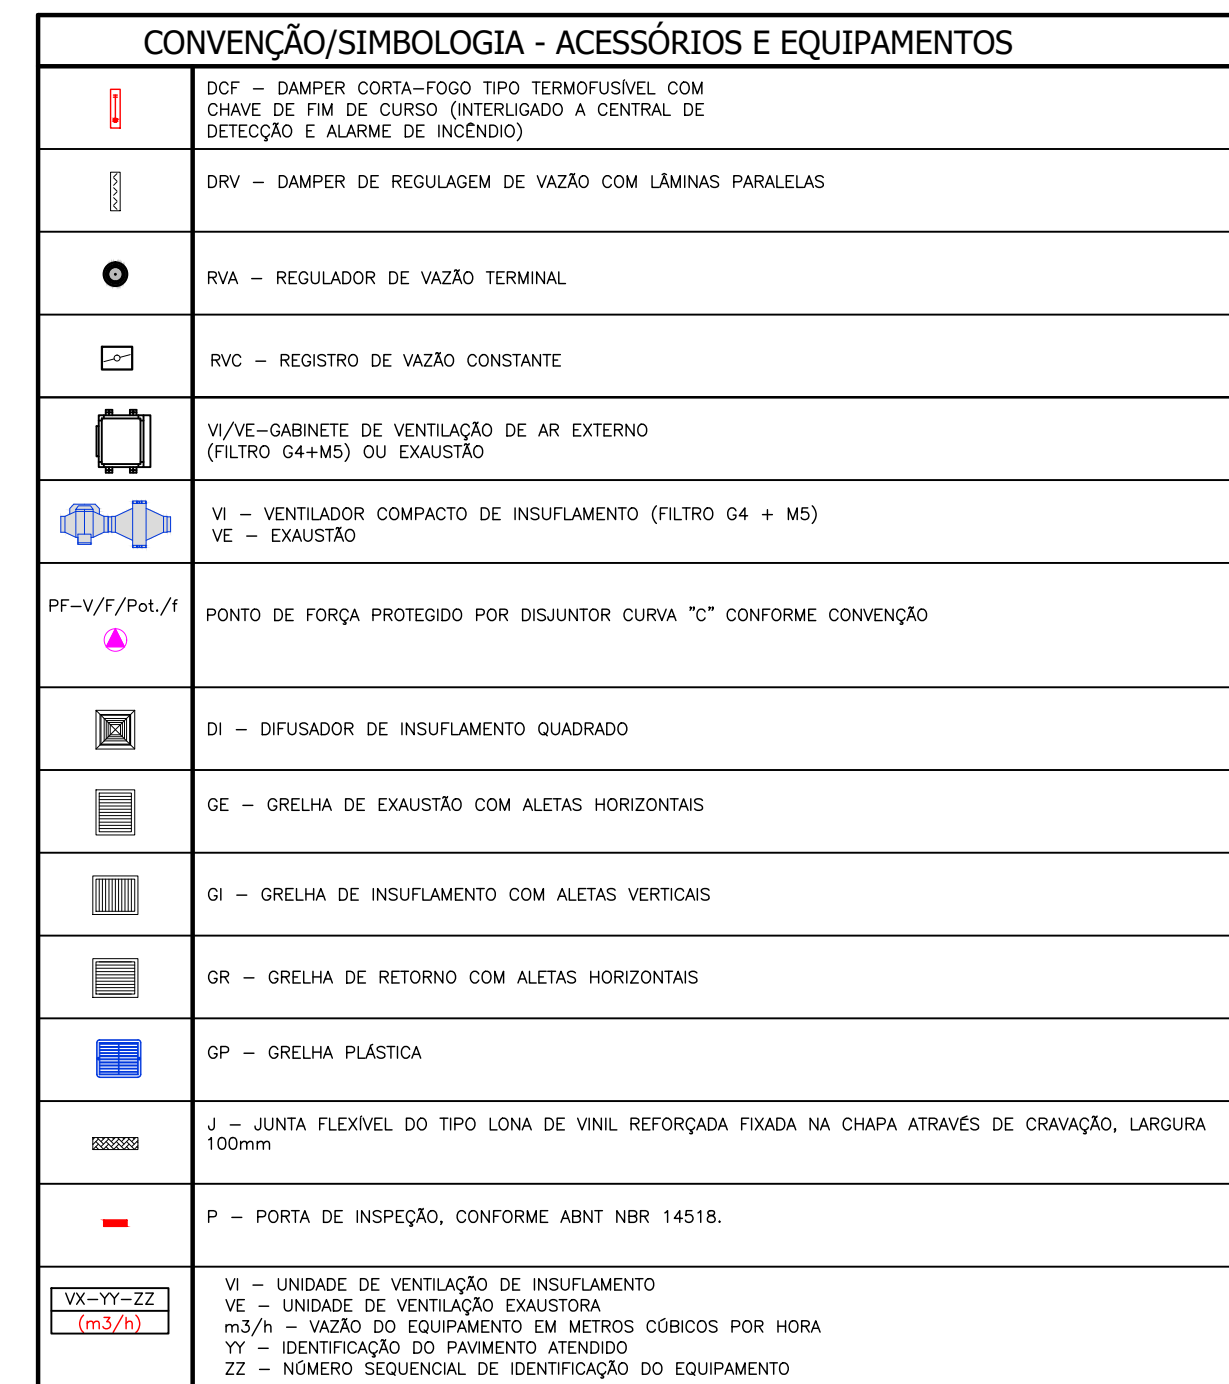 CONVENÇÃO/SIMBOLOGIA - ACESSÓRIOS E EQUIPAMENTOS
DCF – DAMPER CORTA–FOGO TIPO TERMOFUSÍVEL COM
CHAVE DE FIM DE CURSO (INTERLIGADO A CENTRAL DE
DETECÇÃO E ALARME DE INCÊNDIO)
DRV – DAMPER DE REGULAGEM DE VAZÃO COM LÂMINAS PARALELAS
RVA – REGULADOR DE VAZÃO TERMINAL
RVC – REGISTRO DE VAZÃO CONSTANTE
VI/VE–GABINETE DE VENTILAÇÃO DE AR EXTERNO
(FILTRO G4+M5) OU EXAUSTÃO
VI – VENTILADOR COMPACTO DE INSUFLAMENTO (FILTRO G4 + M5)
VE – EXAUSTÃO
PF–V/F/Pot./f
PONTO DE FORÇA PROTEGIDO POR DISJUNTOR CURVA "C" CONFORME CONVENÇÃO
DI – DIFUSADOR DE INSUFLAMENTO QUADRADO
GE – GRELHA DE EXAUSTÃO COM ALETAS HORIZONTAIS
GI – GRELHA DE INSUFLAMENTO COM ALETAS VERTICAIS
GR – GRELHA DE RETORNO COM ALETAS HORIZONTAIS
GP – GRELHA PLÁSTICA
J – JUNTA FLEXÍVEL DO TIPO LONA DE VINIL REFORÇADA FIXADA NA CHAPA ATRAVÉS DE CRAVAÇÃO, LARGURA
100mm
P – PORTA DE INSPEÇÃO, CONFORME ABNT NBR 14518.
VX–YY–ZZ
(m3/h)
VI – UNIDADE DE VENTILAÇÃO DE INSUFLAMENTO
VE – UNIDADE DE VENTILAÇÃO EXAUSTORA
m3/h – VAZÃO DO EQUIPAMENTO EM METROS CÚBICOS POR HORA
YY – IDENTIFICAÇÃO DO PAVIMENTO ATENDIDO
ZZ – NÚMERO SEQUENCIAL DE IDENTIFICAÇÃO DO EQUIPAMENTO